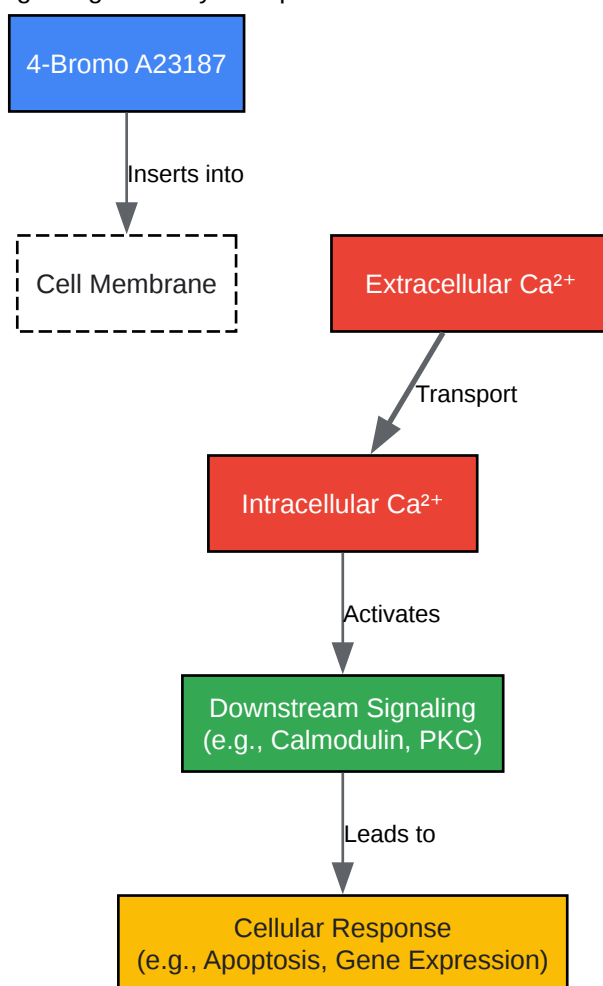 4-Bromo A23187
Inserts into
Cell Membrane
Extracellular Ca²⁺
Transport
Intracellular Ca²⁺
Activates
Downstream Signaling
(e.g., Calmodulin, PKC)
Leads to
Cellular Response
(e.g., Apoptosis, Gene Expression)